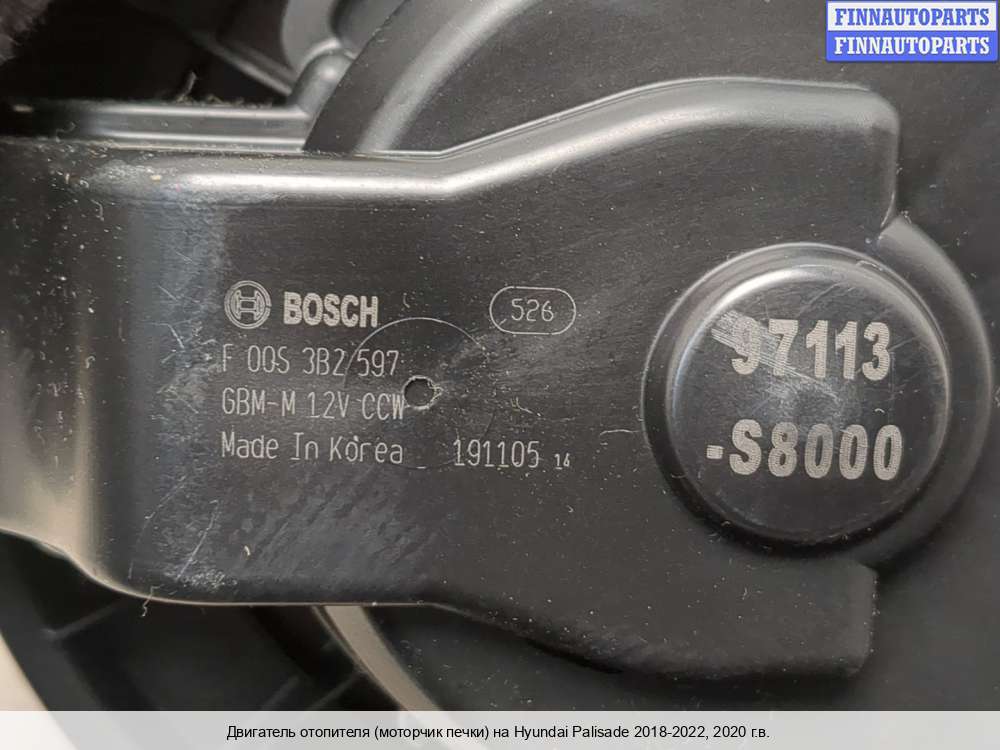 FINNAUTOPARTS
FINNAUTOPARTS
BOSCH
526
F 00S 3B2 597
GBM-M 12V CCW
Made In Korea 191105 14
97113
-S8000
Двигатель отопителя (моторчик печки) на Hyundai Palisade 2018-2022, 2020 г.в.